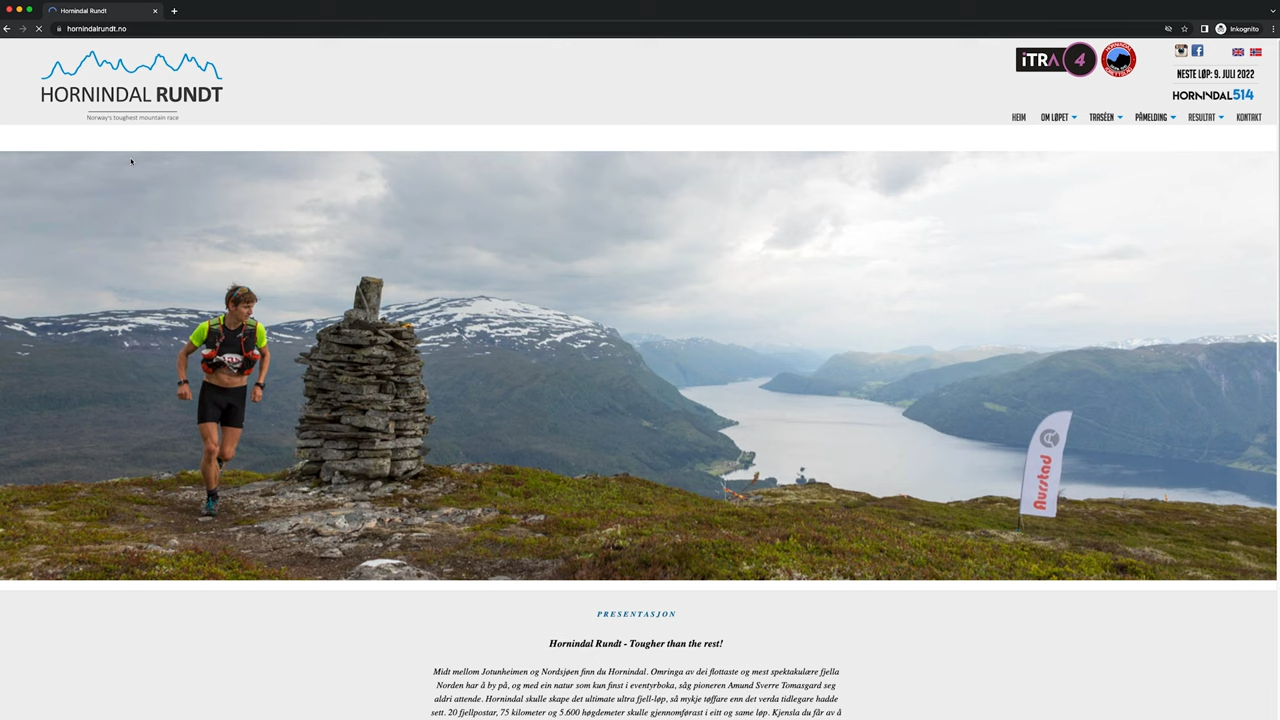 Hornindal Rundt
hornindalrundt.no
Inkognito
HORNINDAL RUNDT
Norway's toughest mountain race
iTRA 4
NESTE LØP: 9. JULI 2022
HORNINDAL514
HEIM OM LØPET TRASÉEN PÅMELDING RESULTAT KONTAKT
Aurstad
PRESENTASJON
Hornindal Rundt - Tougher than the rest!
Midt mellom Jotunheimen og Nordsjøen finn du Hornindal. Omringa av dei flottaste og mest spektakulære fjella
Norden har å by på, og med ein natur som kun finst i eventyrboka, såg pioneren Amund Sverre Tomasgard seg
aldri attende. Hornindal skulle skape det ultimate ultra fjell-løp, så mykje tøffare enn det verda tidlegare hadde
sett. 20 fjellpostar, 75 kilometer og 5.600 høgdemeter skulle gjennomførast i eitt og same løp. Kjensla du får av å